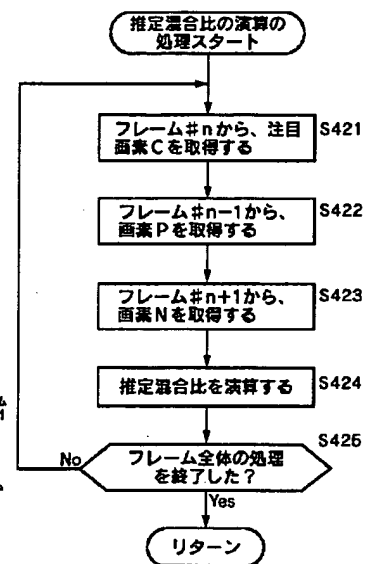 推定混合比の演算の
処理スタート
フレーム#nから、注目
画素Cを取得する
S421
フレーム#n−1から、
画素Pを取得する
S422
フレーム#n+1から、
画素Nを取得する
S423
推定混合比を演算する
S424
フレーム全体の処理
を終了した?
S425
No
Yes
リターン